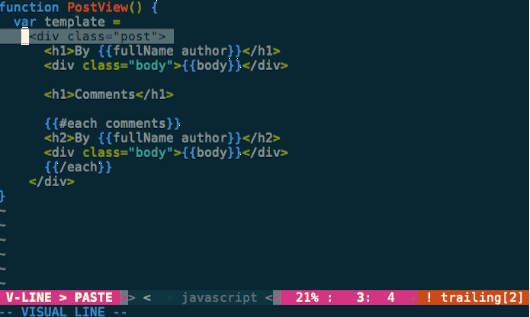 function PostView() {
  var template =
    <div class="post">
      <h1>By {{fullName author}}</h1>
      <div class="body">{{body}}</div>
      <h1>Comments</h1>
      {{#each comments}}
      <h2>By {{fullName author}}</h2>
      <div class="body">{{body}}</div>
      {{/each}}
    </div>
}
~
~
~
~
~
~
V-LINE > PASTE >> < < javascript < 21% : 3: 4 < ! trailing[2]
-- VISUAL LINE --